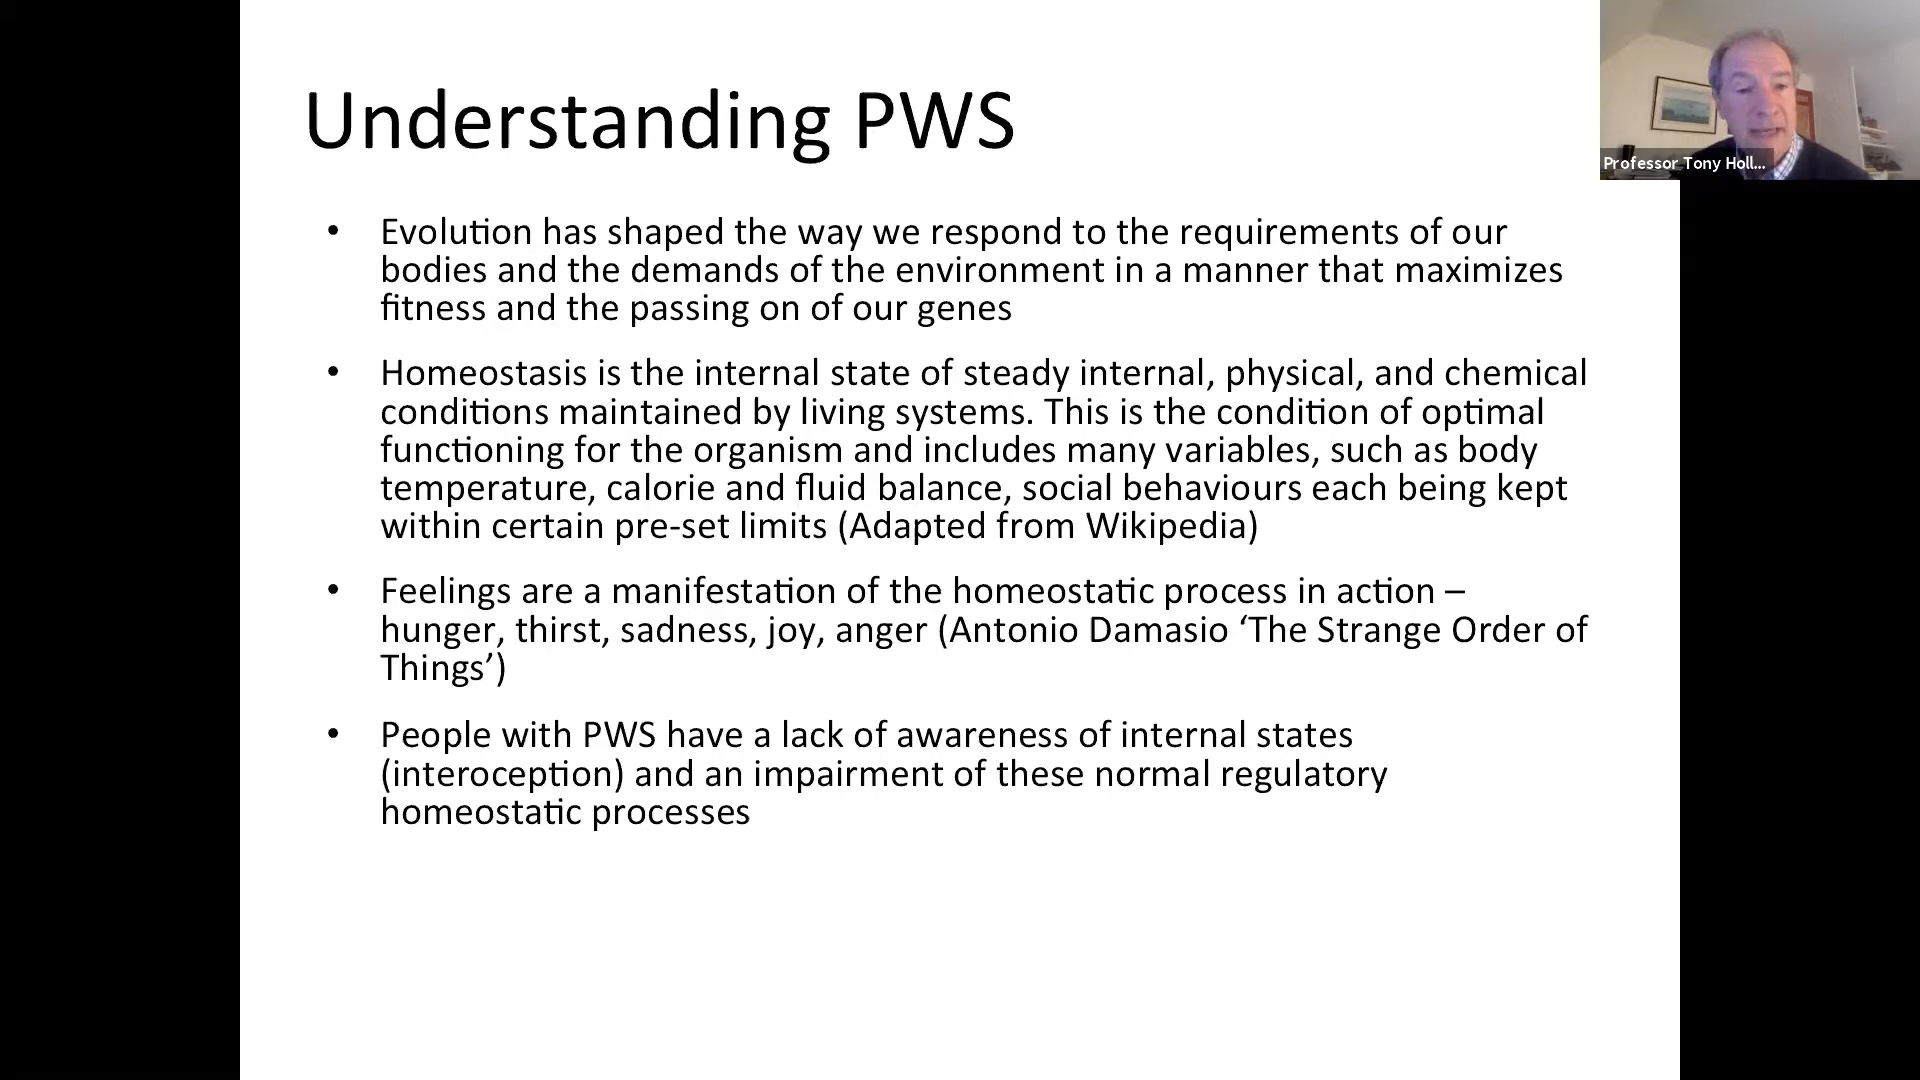 Understanding PWS
Professor Tony Holl...
• Evolution has shaped the way we respond to the requirements of our
bodies and the demands of the environment in a manner that maximizes
fitness and the passing on of our genes
• Homeostasis is the internal state of steady internal, physical, and chemical
conditions maintained by living systems. This is the condition of optimal
functioning for the organism and includes many variables, such as body
temperature, calorie and fluid balance, social behaviours each being kept
within certain pre-set limits (Adapted from Wikipedia)
• Feelings are a manifestation of the homeostatic process in action –
hunger, thirst, sadness, joy, anger (Antonio Damasio ‘The Strange Order of
Things’)
• People with PWS have a lack of awareness of internal states
(interoception) and an impairment of these normal regulatory
homeostatic processes